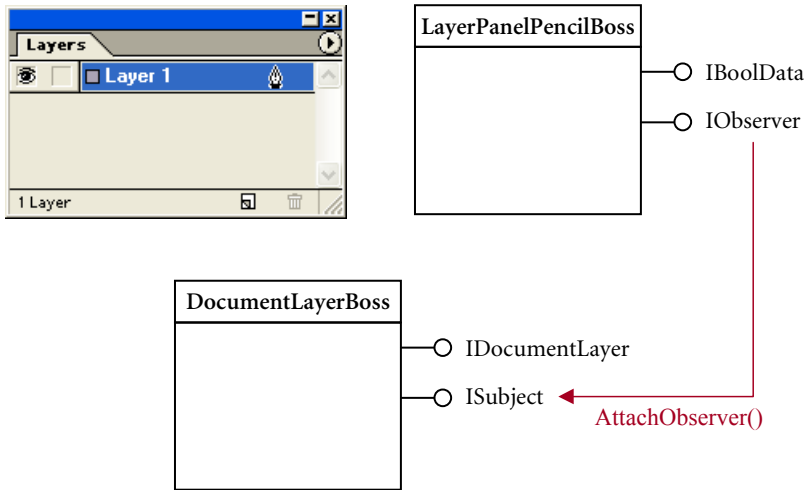 Layers
Layer 1
1 Layer
LayerPanelPencilBoss
IBoolData
IObserver
DocumentLayerBoss
IDocumentLayer
ISubject
AttachObserver()